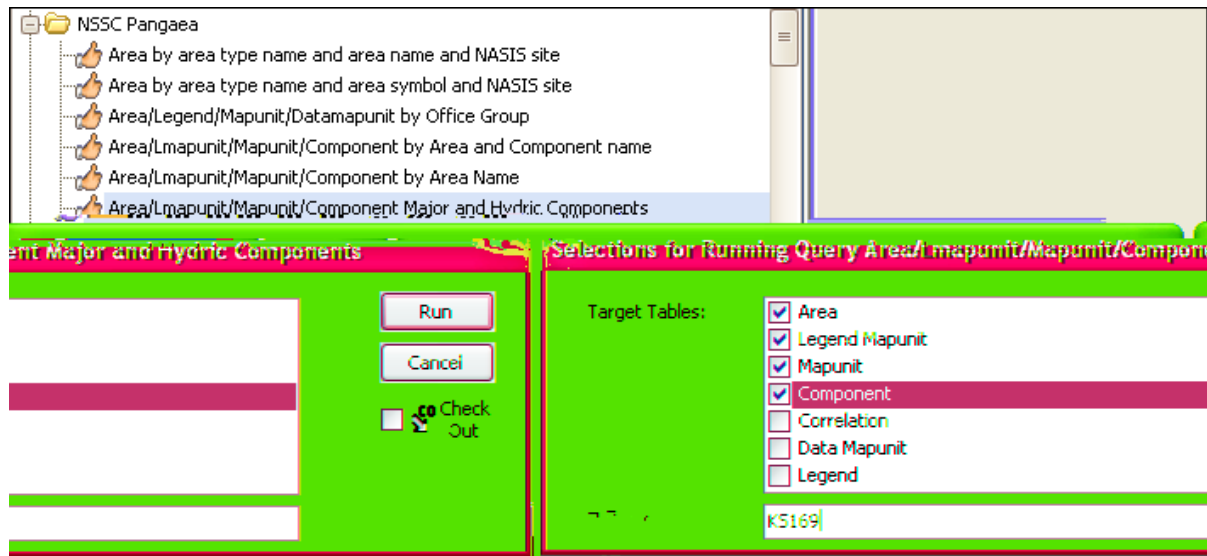 NSSC Pangaea
Area by area type name and area name and NASIS site
Area by area type name and area symbol and NASIS site
Area/Legend/Mapunit/Datamapunit by Office Group
Area/Lmapunit/Mapunit/Component by Area and Component name
Area/Lmapunit/Mapunit/Component by Area Name
Area/Lmapunit/Mapunit/Component Major and Hydric Components
ent Major and Hydric Components
Run
Cancel
Check
Out
Selections for Running Query Area/Lmapunit/Mapunit/Compon
Target Tables:
Area
Legend Mapunit
Mapunit
Component
Correlation
Data Mapunit
Legend
KS169